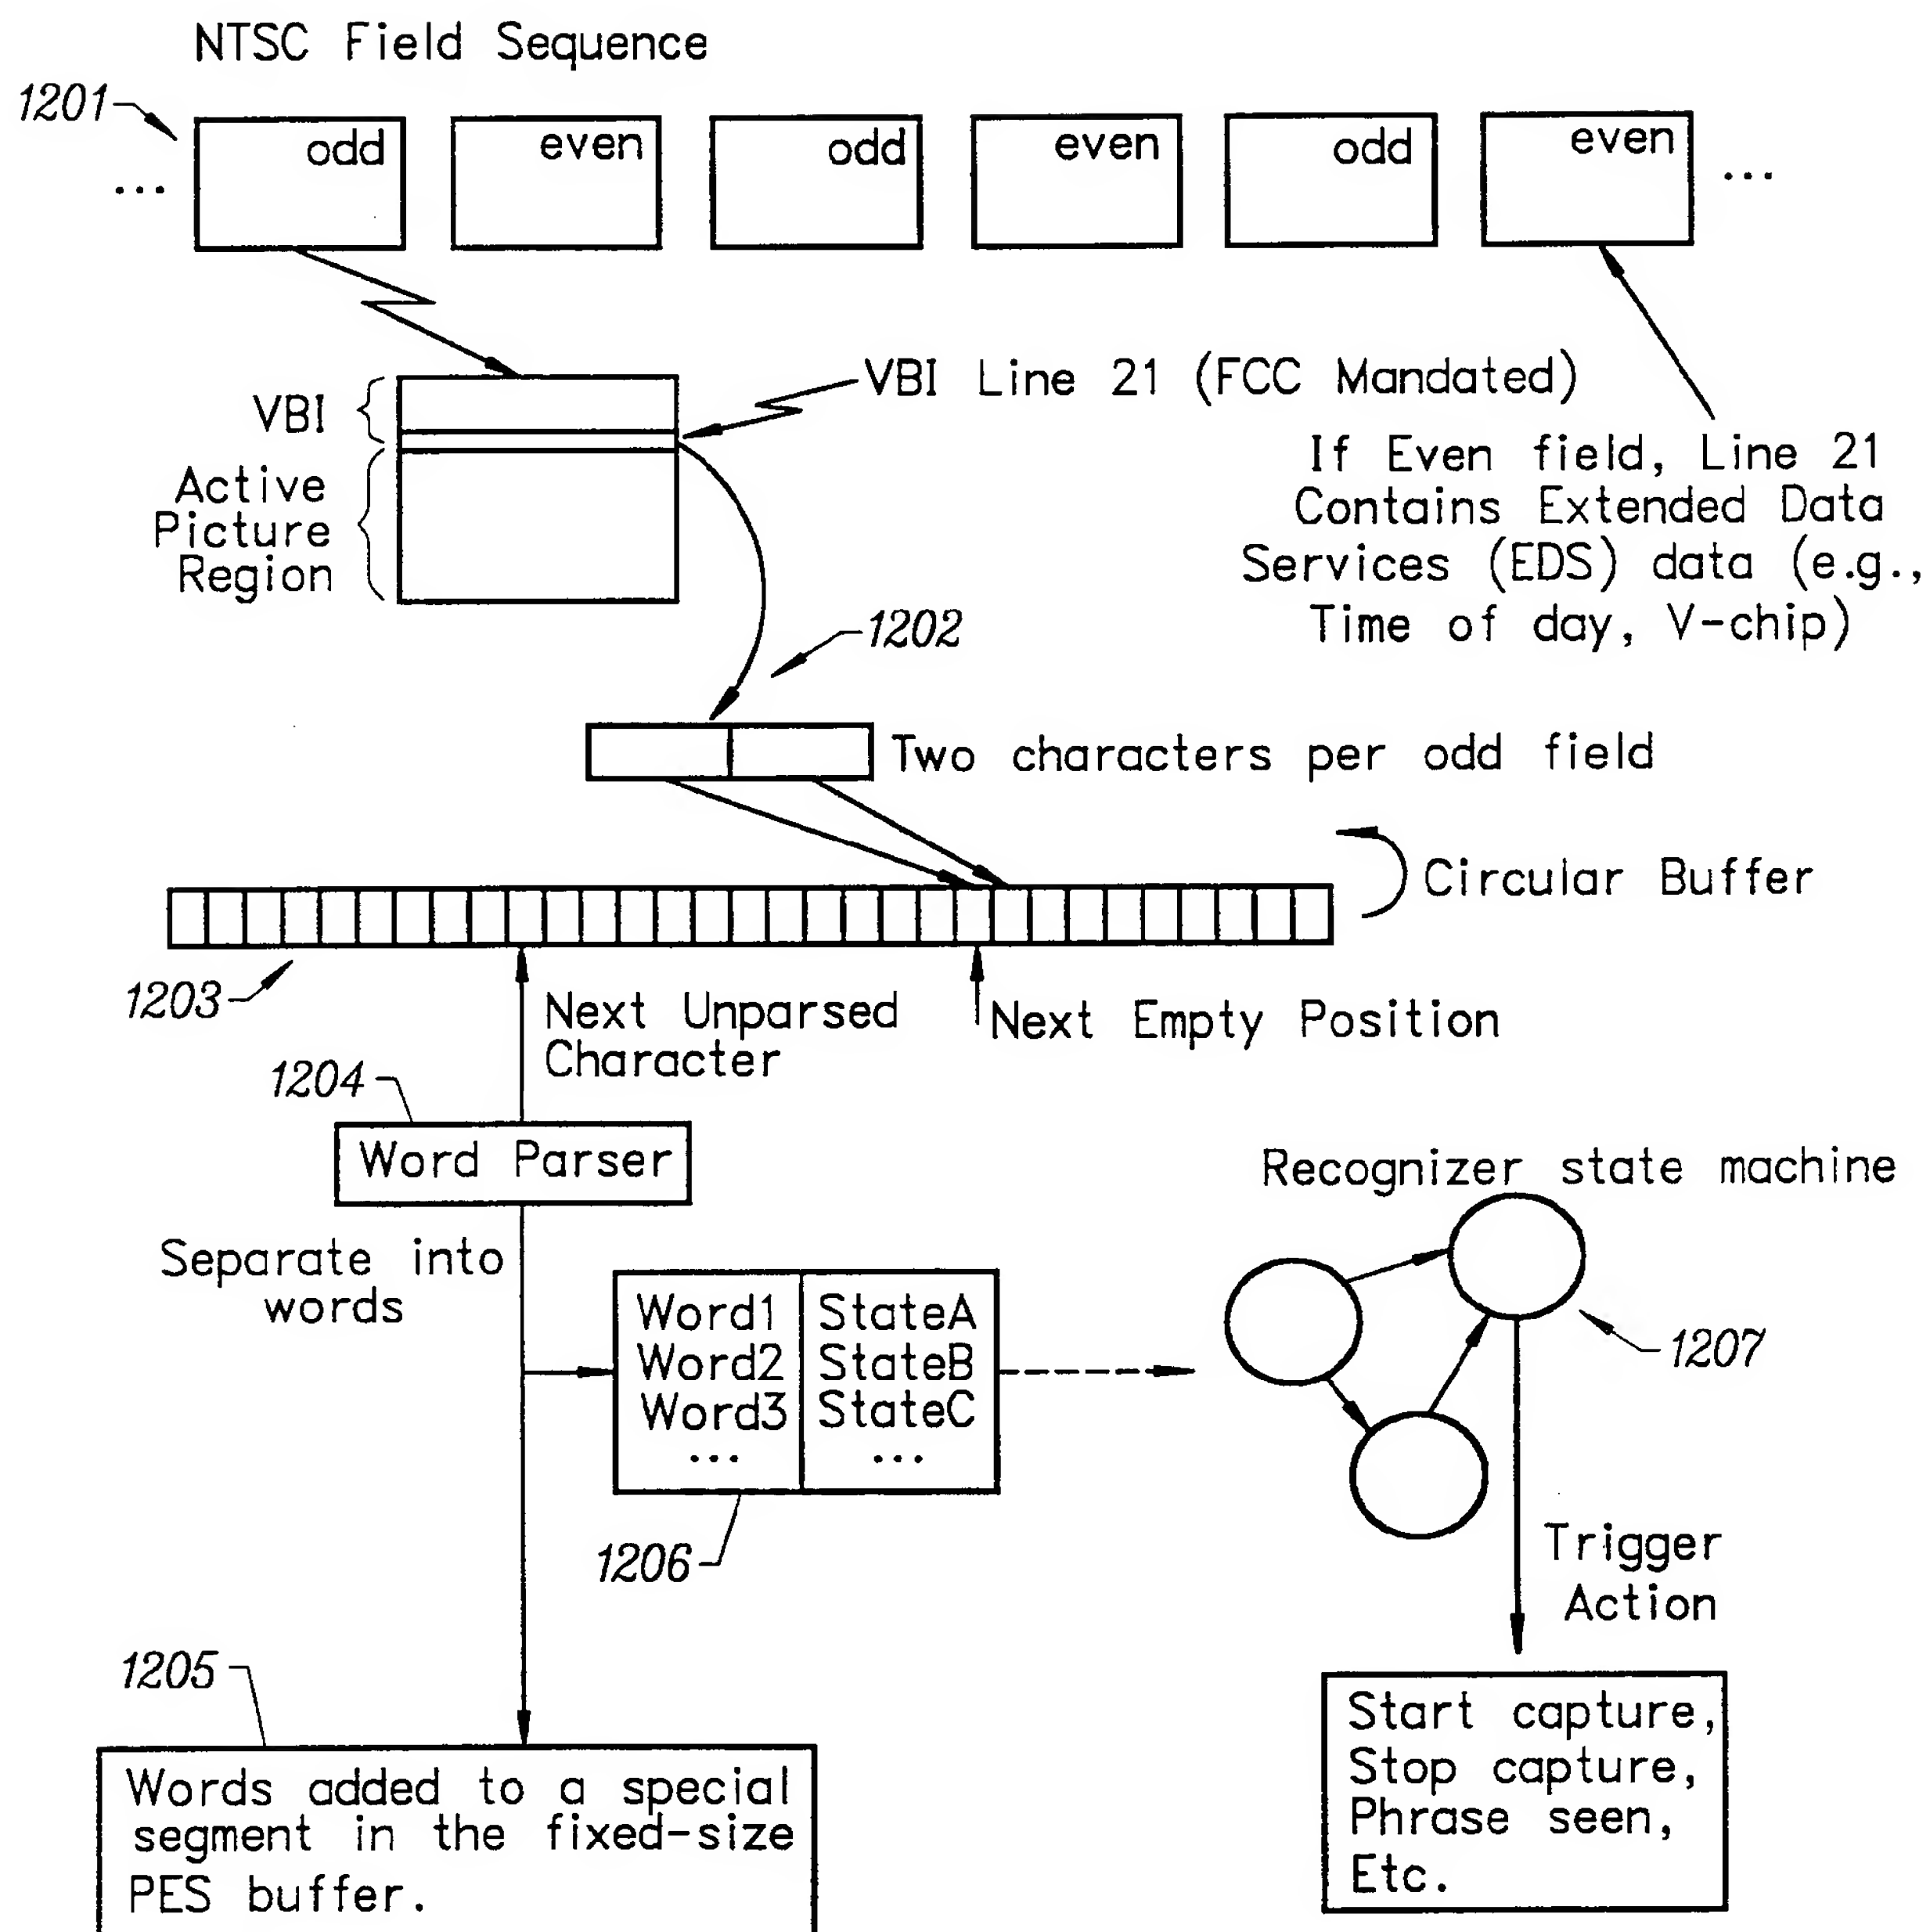 NTSC Field Sequence
1201
odd
even
odd
even
odd
even
...
...
VBI
VBI Line 21 (FCC Mandated)
Active
Picture
Region
If Even field, Line 21
Contains Extended Data
Services (EDS) data (e.g.,
Time of day, V-chip)
1202
Two characters per odd field
Circular Buffer
1203
Next Unparsed
Character
Next Empty Position
1204
Word Parser
Recognizer state machine
Separate into
words
Word1 StateA
Word2 StateB
Word3 StateC
... ...
1207
1206
Trigger
Action
1205
Words added to a special
segment in the fixed-size
PES buffer.
Start capture,
Stop capture,
Phrase seen,
Etc.